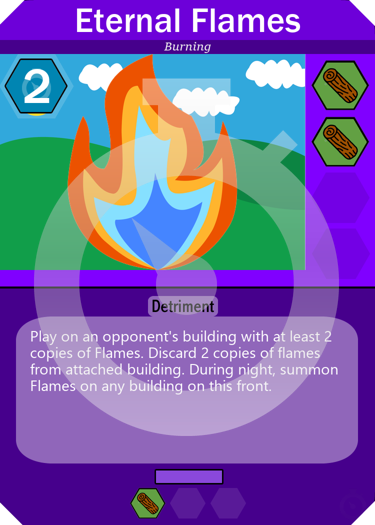 Eternal Flames
Burning
2
Detriment
Play on an opponent's building with at least 2
copies of Flames. Discard 2 copies of flames
from attached building. During night, summon
Flames on any building on this front.